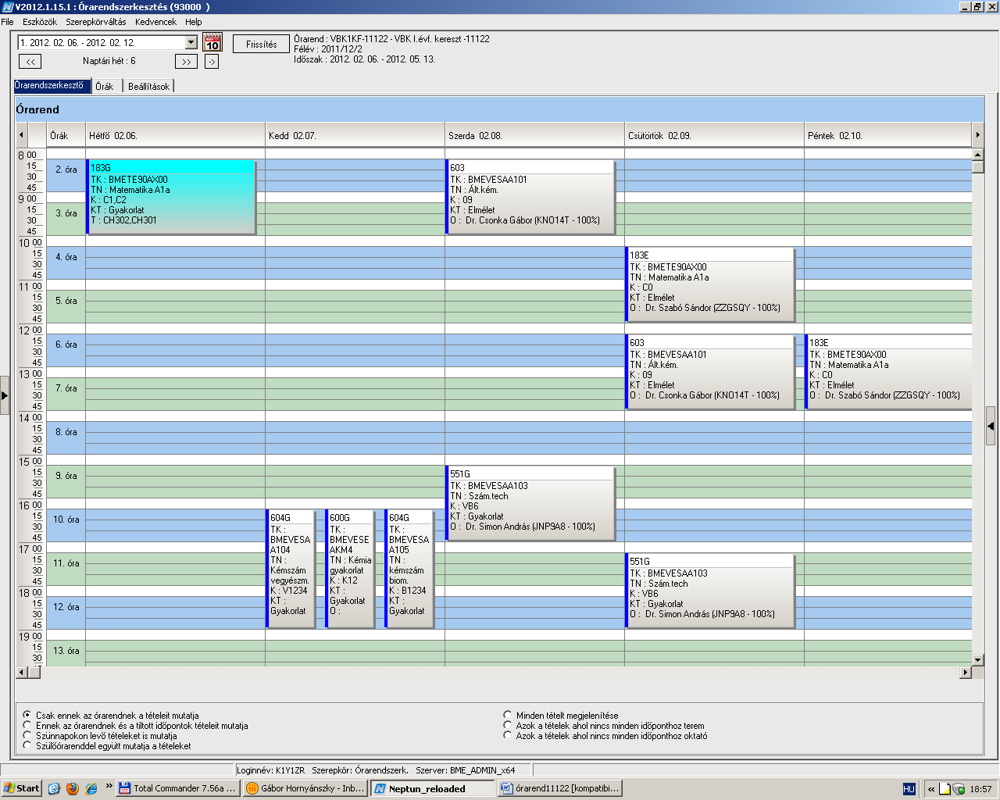 V2012.1.15.1 : Órarendszerkesztés (93000 )
File Eszközök Szerepkörváltás Kedvencek Help
1. 2012. 02. 06. - 2012. 02. 12.
10
Frissítés
Órarend : VBK1KF-11122 - VBK I.évf. kereszt -11122
Félév : 2011/12/2
Időszak : 2012. 02. 06. - 2012. 05. 13.
<< Naptári hét : 6 >> ->
Órarendszerkesztő Órák Beállítások
Órarend
Órák Hétfő 02.06. Kedd 02.07. Szerda 02.08. Csütörtök 02.09. Péntek 02.10.
8 00
15
30
45
2. óra
9 00
15
30
45
3. óra
10 00
15
30
45
4. óra
11 00
15
30
45
5. óra
12 00
15
30
45
6. óra
13 00
15
30
45
7. óra
14 00
15
30
45
8. óra
15 00
15
30
45
9. óra
16 00
15
30
45
10. óra
17 00
15
30
45
11. óra
18 00
15
30
45
12. óra
19 00
15
30
13. óra
183G
TK : BMETE90AX00
TN : Matematika A1a
K : C1,C2
KT : Gyakorlat
T : CH302,CH301
604G
TK :
BMEVESA
A104
TN :
Kémszám
vegyészm.
K : V1234
KT :
Gyakorlat
600G
TK :
BMEVESE
AKM4
TN : Kémia
gyakorlat
K : K12
KT :
Gyakorlat
O :
604G
TK :
BMEVESA
A105
TN :
kémszám
biom.
K : B1234
KT :
Gyakorlat
603
TK : BMEVESAA101
TN : Ált.kém.
K : 09
KT : Elmélet
O : Dr. Csonka Gábor (KNO14T - 100%)
551G
TK : BMEVESAA103
TN : Szám.tech
K : VB6
KT : Gyakorlat
O : Dr. Simon András (JNP9A8 - 100%)
183E
TK : BMETE90AX00
TN : Matematika A1a
K : C0
KT : Elmélet
O : Dr. Szabó Sándor (ZZGSQY - 100%)
603
TK : BMEVESAA101
TN : Ált.kém.
K : 09
KT : Elmélet
O : Dr. Csonka Gábor (KNO14T - 100%)
551G
TK : BMEVESAA103
TN : Szám.tech
K : VB6
KT : Gyakorlat
O : Dr. Simon András (JNP9A8 - 100%)
183E
TK : BMETE90AX00
TN : Matematika A1a
K : C0
KT : Elmélet
O : Dr. Szabó Sándor (ZZGSQY - 100%)
Csak ennek az órarendnek a tételeit mutatja
Ennek az órarendnek és a tiltott időpontok tételeit mutatja
Szünnapokon levő tételeket is mutatja
Szülőórarenddel együtt mutatja a tételeket
Minden tételt megjelenítése
Azok a tételek ahol nincs minden időponthoz terem
Azok a tételek ahol nincs minden időponthoz oktató
Loginnév: K1Y1ZR Szerepkör: Órarendszerk. Szerver: BME_ADMIN_x64
Start » Total Commander 7.56a ... Gábor Hornyánszky - Inb... Neptun_reloaded órarend11122 [kompatibi... HU « 18:57